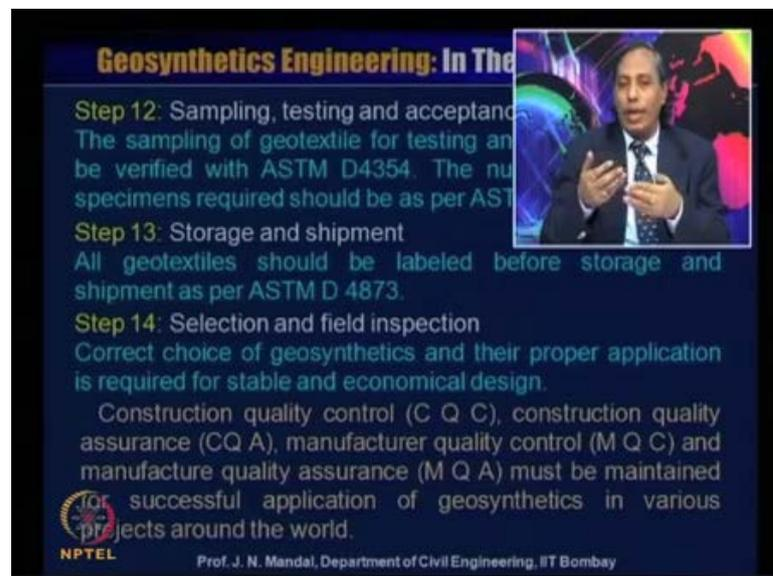 Geosynthetics Engineering: In The
Step 12: Sampling, testing and acceptanc
The sampling of geotextile for testing an
be verified with ASTM D4354. The nu
specimens required should be as per AST
Step 13: Storage and shipment
All geotextiles should be labeled before storage and
shipment as per ASTM D 4873.
Step 14: Selection and field inspection
Correct choice of geosynthetics and their proper application
is required for stable and economical design.
Construction quality control (C Q C), construction quality
assurance (CQ A), manufacturer quality control (M Q C) and
manufacture quality assurance (M Q A) must be maintained
for successful application of geosynthetics in various
projects around the world.
NPTEL
Prof. J. N. Mandal, Department of Civil Engineering, IIT Bombay